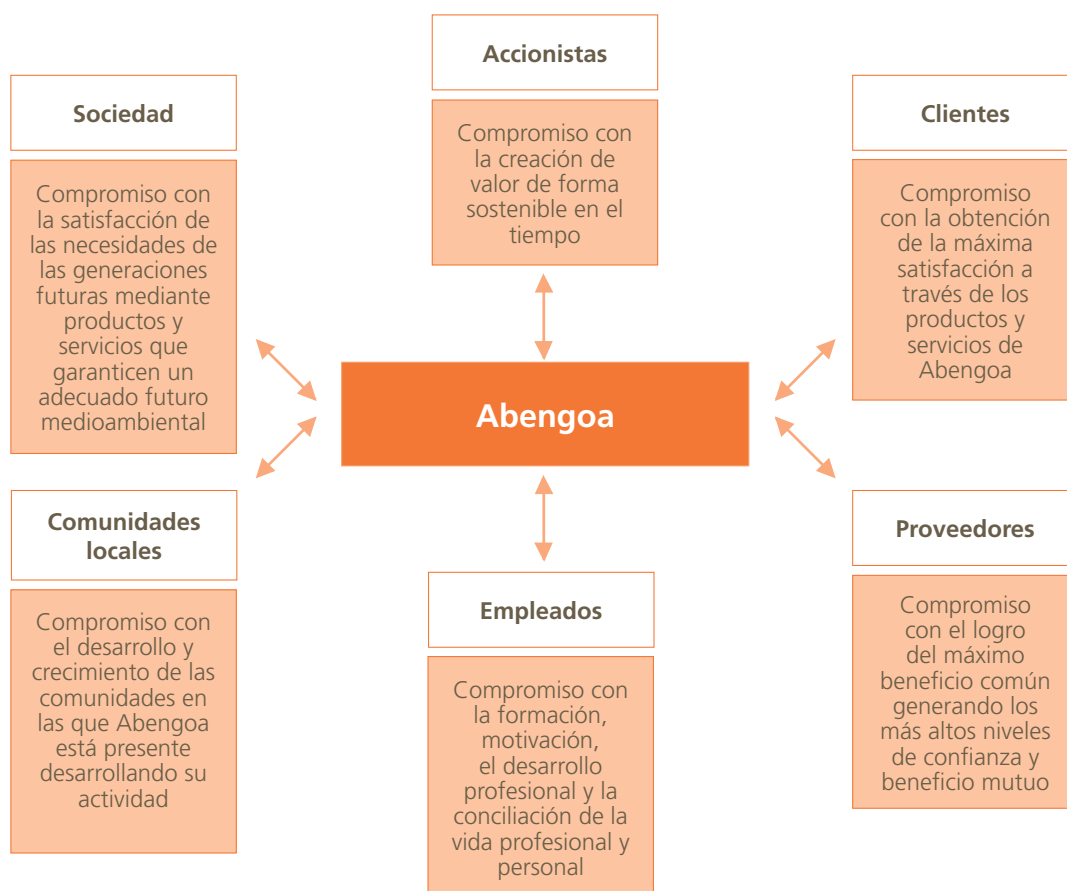 Accionistas
Compromiso con
la creación de
valor de forma
sostenible en el
tiempo
Sociedad
Compromiso con
la satisfacción de
las necesidades de
las generaciones
futuras mediante
productos y
servicios que
garanticen un
adecuado futuro
medioambiental
Clientes
Compromiso
con la obtención
de la máxima
satisfacción a
través de los
productos y
servicios de
Abengoa
Abengoa
Comunidades
locales
Compromiso con
el desarrollo y
crecimiento de las
comunidades en
las que Abengoa
está presente
desarrollando su
actividad
Empleados
Compromiso con
la formación,
motivación,
el desarrollo
profesional y la
conciliación de la
vida profesional y
personal
Proveedores
Compromiso
con el logro
del máximo
beneficio común
generando los
más altos niveles
de confianza y
beneficio mutuo